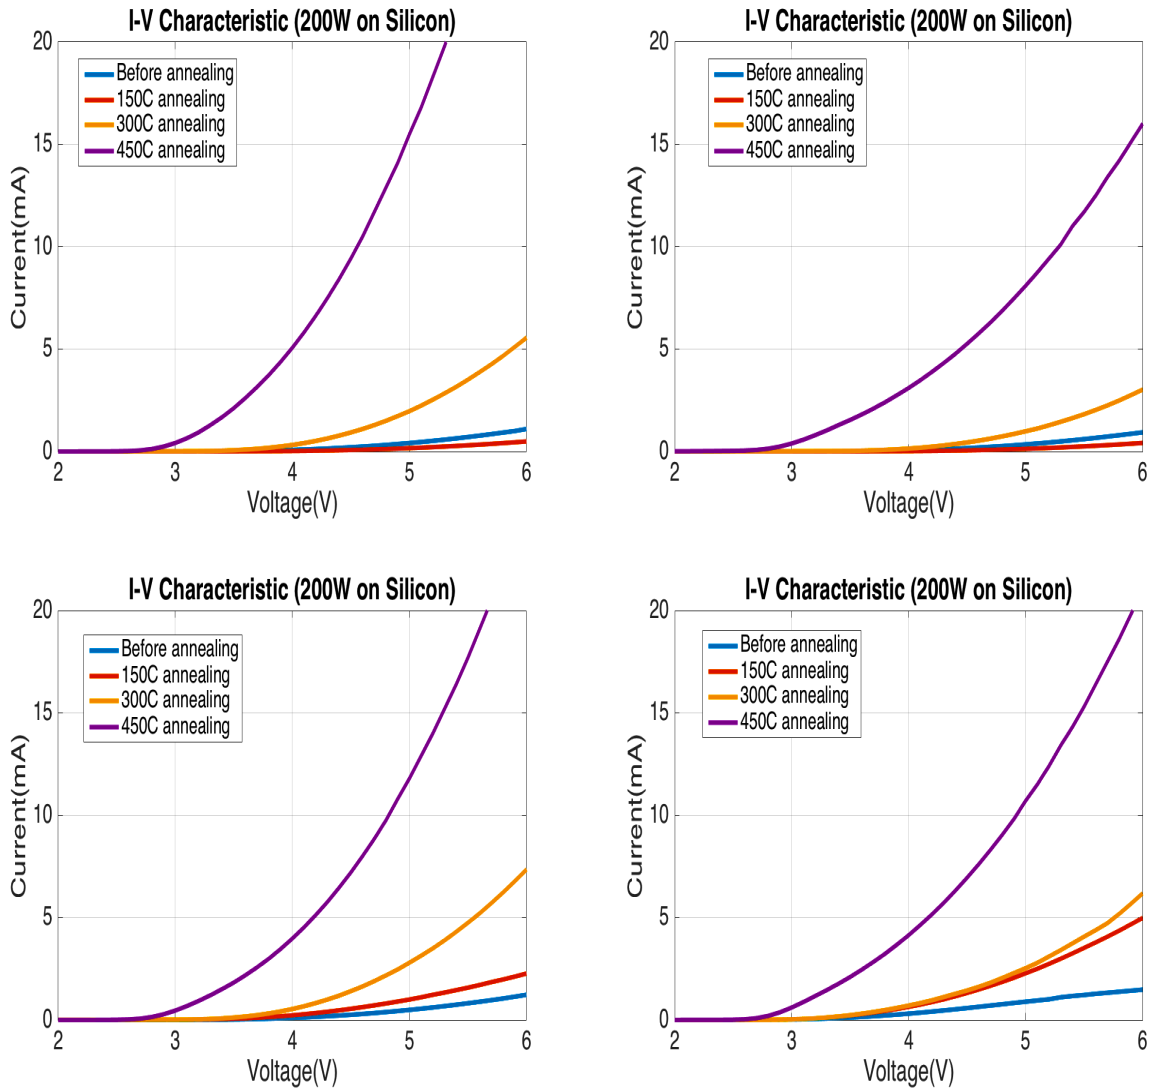 I-V Characteristic (200W on Silicon)
20
15
10
5
0
Current(mA)
Before annealing
150C annealing
300C annealing
450C annealing
2 3 4 5 6
Voltage(V)
I-V Characteristic (200W on Silicon)
20
15
10
5
0
Current(mA)
Before annealing
150C annealing
300C annealing
450C annealing
2 3 4 5 6
Voltage(V)
I-V Characteristic (200W on Silicon)
20
15
10
5
0
Current(mA)
Before annealing
150C annealing
300C annealing
450C annealing
2 3 4 5 6
Voltage(V)
I-V Characteristic (200W on Silicon)
20
15
10
5
0
Current(mA)
Before annealing
150C annealing
300C annealing
450C annealing
2 3 4 5 6
Voltage(V)